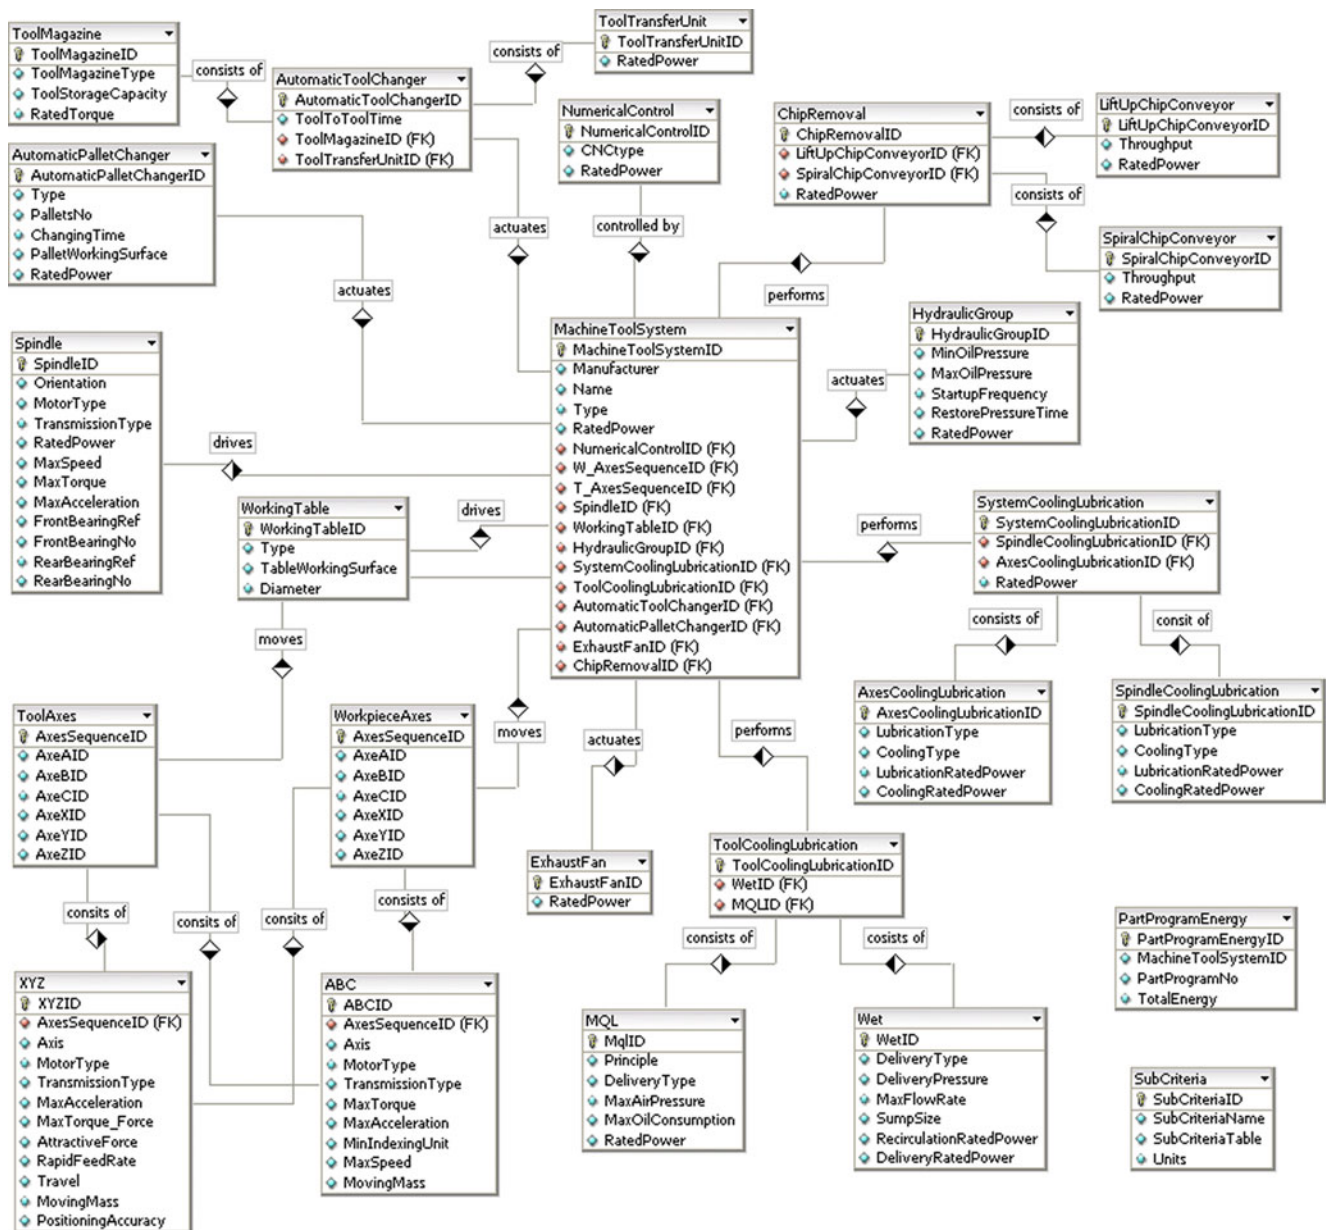 ToolMagazine
ToolMagazineID
ToolMagazineType
ToolStorageCapacity
RatedTorque
consists of
AutomaticToolChanger
AutomaticToolChangerID
ToolToToolTime
ToolMagazineID (FK)
ToolTransferUnitID (FK)
consists of
ToolTransferUnit
ToolTransferUnitID
RatedPower
NumericalControl
NumericalControlID
CNCtype
RatedPower
ChipRemoval
ChipRemovalID
LiftUpChipConveyorID (FK)
SpiralChipConveyorID (FK)
RatedPower
consists of
LiftUpChipConveyor
LiftUpChipConveyorID
Throughput
RatedPower
consists of
SpiralChipConveyor
SpiralChipConveyorID
Throughput
RatedPower
AutomaticPalletChanger
AutomaticPalletChangerID
Type
PalletsNo
ChangingTime
PalletWorkingSurface
RatedPower
actuates
actuates
controlled by
performs
HydraulicGroup
HydraulicGroupID
MinOilPressure
MaxOilPressure
StartupFrequency
RestorePressureTime
RatedPower
actuates
Spindle
SpindleID
Orientation
MotorType
TransmissionType
RatedPower
MaxSpeed
MaxTorque
MaxAcceleration
FrontBearingRef
FrontBearingNo
RearBearingRef
RearBearingNo
drives
MachineToolSystem
MachineToolSystemID
Manufacturer
Name
Type
RatedPower
NumericalControlID (FK)
W_AxesSequenceID (FK)
T_AxesSequenceID (FK)
SpindleID (FK)
WorkingTableID (FK)
HydraulicGroupID (FK)
SystemCoolingLubricationID (FK)
ToolCoolingLubricationID (FK)
AutomaticToolChangerID (FK)
AutomaticPalletChangerID (FK)
ExhaustFanID (FK)
ChipRemovalID (FK)
WorkingTable
WorkingTableID
Type
TableWorkingSurface
Diameter
drives
performs
SystemCoolingLubrication
SystemCoolingLubricationID
SpindleCoolingLubricationID (FK)
AxesCoolingLubricationID (FK)
RatedPower
consists of
consit of
moves
AxesCoolingLubrication
AxesCoolingLubricationID
LubricationType
CoolingType
LubricationRatedPower
CoolingRatedPower
SpindleCoolingLubrication
SpindleCoolingLubricationID
LubricationType
CoolingType
LubricationRatedPower
CoolingRatedPower
ToolAxes
AxesSequenceID
AxeAID
AxeBID
AxeCID
AxeXID
AxeYID
AxeZID
WorkpieceAxes
AxesSequenceID
AxeAID
AxeBID
AxeCID
AxeXID
AxeYID
AxeZID
moves
actuates
performs
ExhaustFan
ExhaustFanID
RatedPower
ToolCoolingLubrication
ToolCoolingLubricationID
WetID (FK)
MQLID (FK)
consits of
consits of
consits of
consists of
consists of
cosists of
XYZ
XYZID
AxesSequenceID (FK)
Axis
MotorType
TransmissionType
MaxAcceleration
MaxTorque_Force
AttractiveForce
RapidFeedRate
Travel
MovingMass
PositioningAccuracy
ABC
ABCID
AxesSequenceID (FK)
Axis
MotorType
TransmissionType
MaxTorque
MaxAcceleration
MinIndexingUnit
MaxSpeed
MovingMass
MQL
MqlID
Principle
DeliveryType
MaxAirPressure
MaxOilConsumption
RatedPower
Wet
WetID
DeliveryType
DeliveryPressure
MaxFlowRate
SumpSize
RecirculationRatedPower
DeliveryRatedPower
PartProgramEnergy
PartProgramEnergyID
MachineToolSystemID
PartProgramNo
TotalEnergy
SubCriteria
SubCriteriaID
SubCriteriaName
SubCriteriaTable
Units